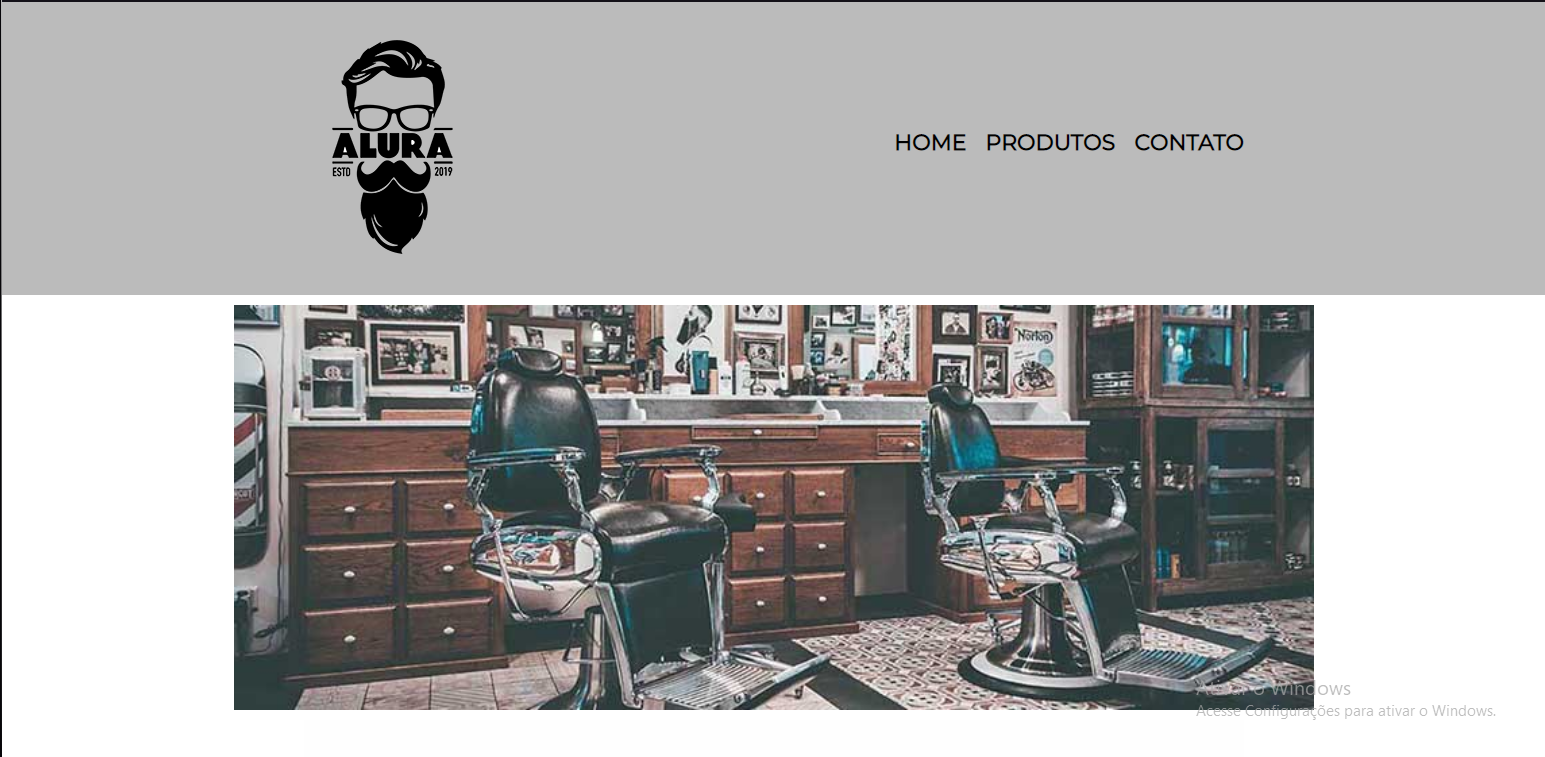 ALURA
ESTD 2019
HOME PRODUTOS CONTATO
Norton
Ativar o Windows
Acesse Configurações para ativar o Windows.